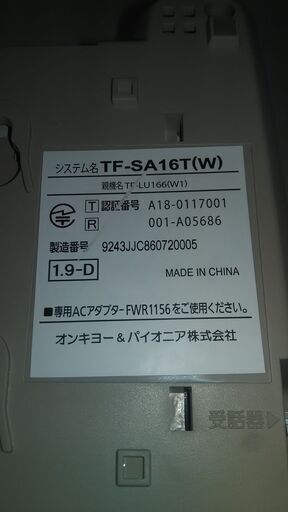 システム名 TF-SA16T(W)
親機名 TF-LU166(W1)
T 認証番号 A18-0117001
R 001-A05686
製造番号 9243JJC860720005
1.9-D MADE IN CHINA
■専用ACアダプターFWR1156をご使用ください。
オンキヨー&パイオニア株式会社
受話器▷